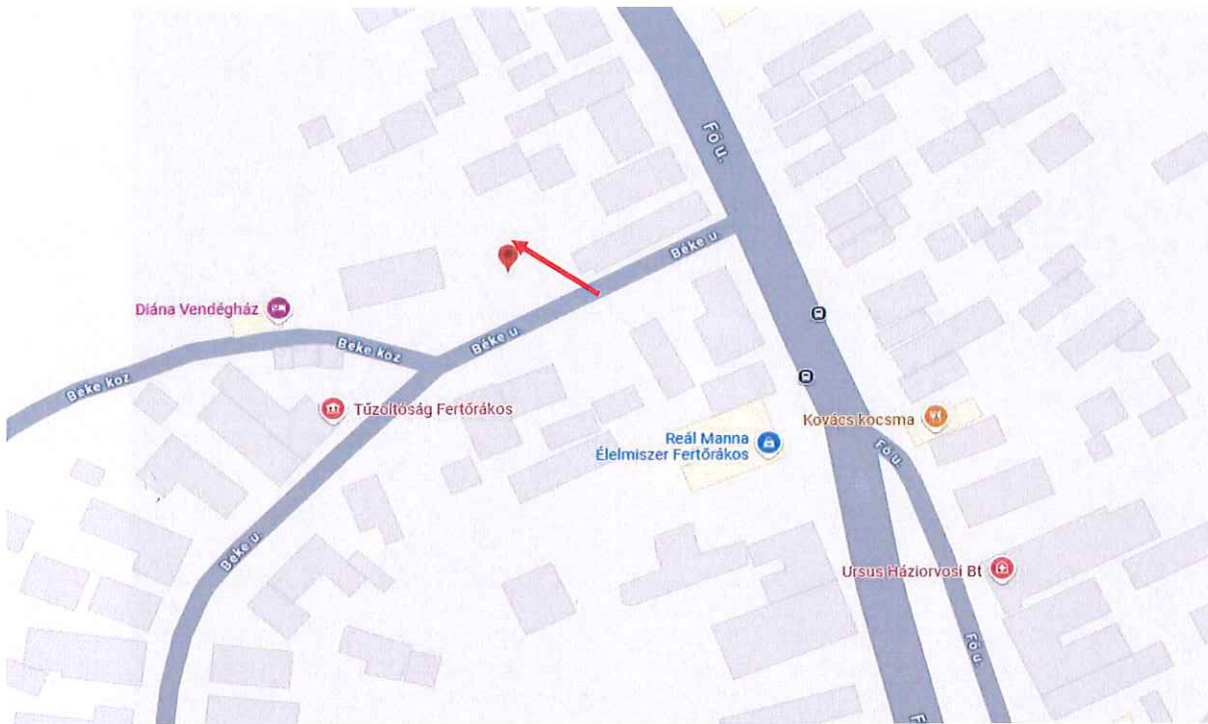 Fő u.
Béke u.
Diána Vendégház
Béke köz
Béke u.
Béke köz
Tűzoltóság Fertőrákos
Kovács kocsma
Reál Manna
Élelmiszer Fertőrákos
Fő u.
Béke u.
Ursus Háziorvosi Bt
Fő u.
F